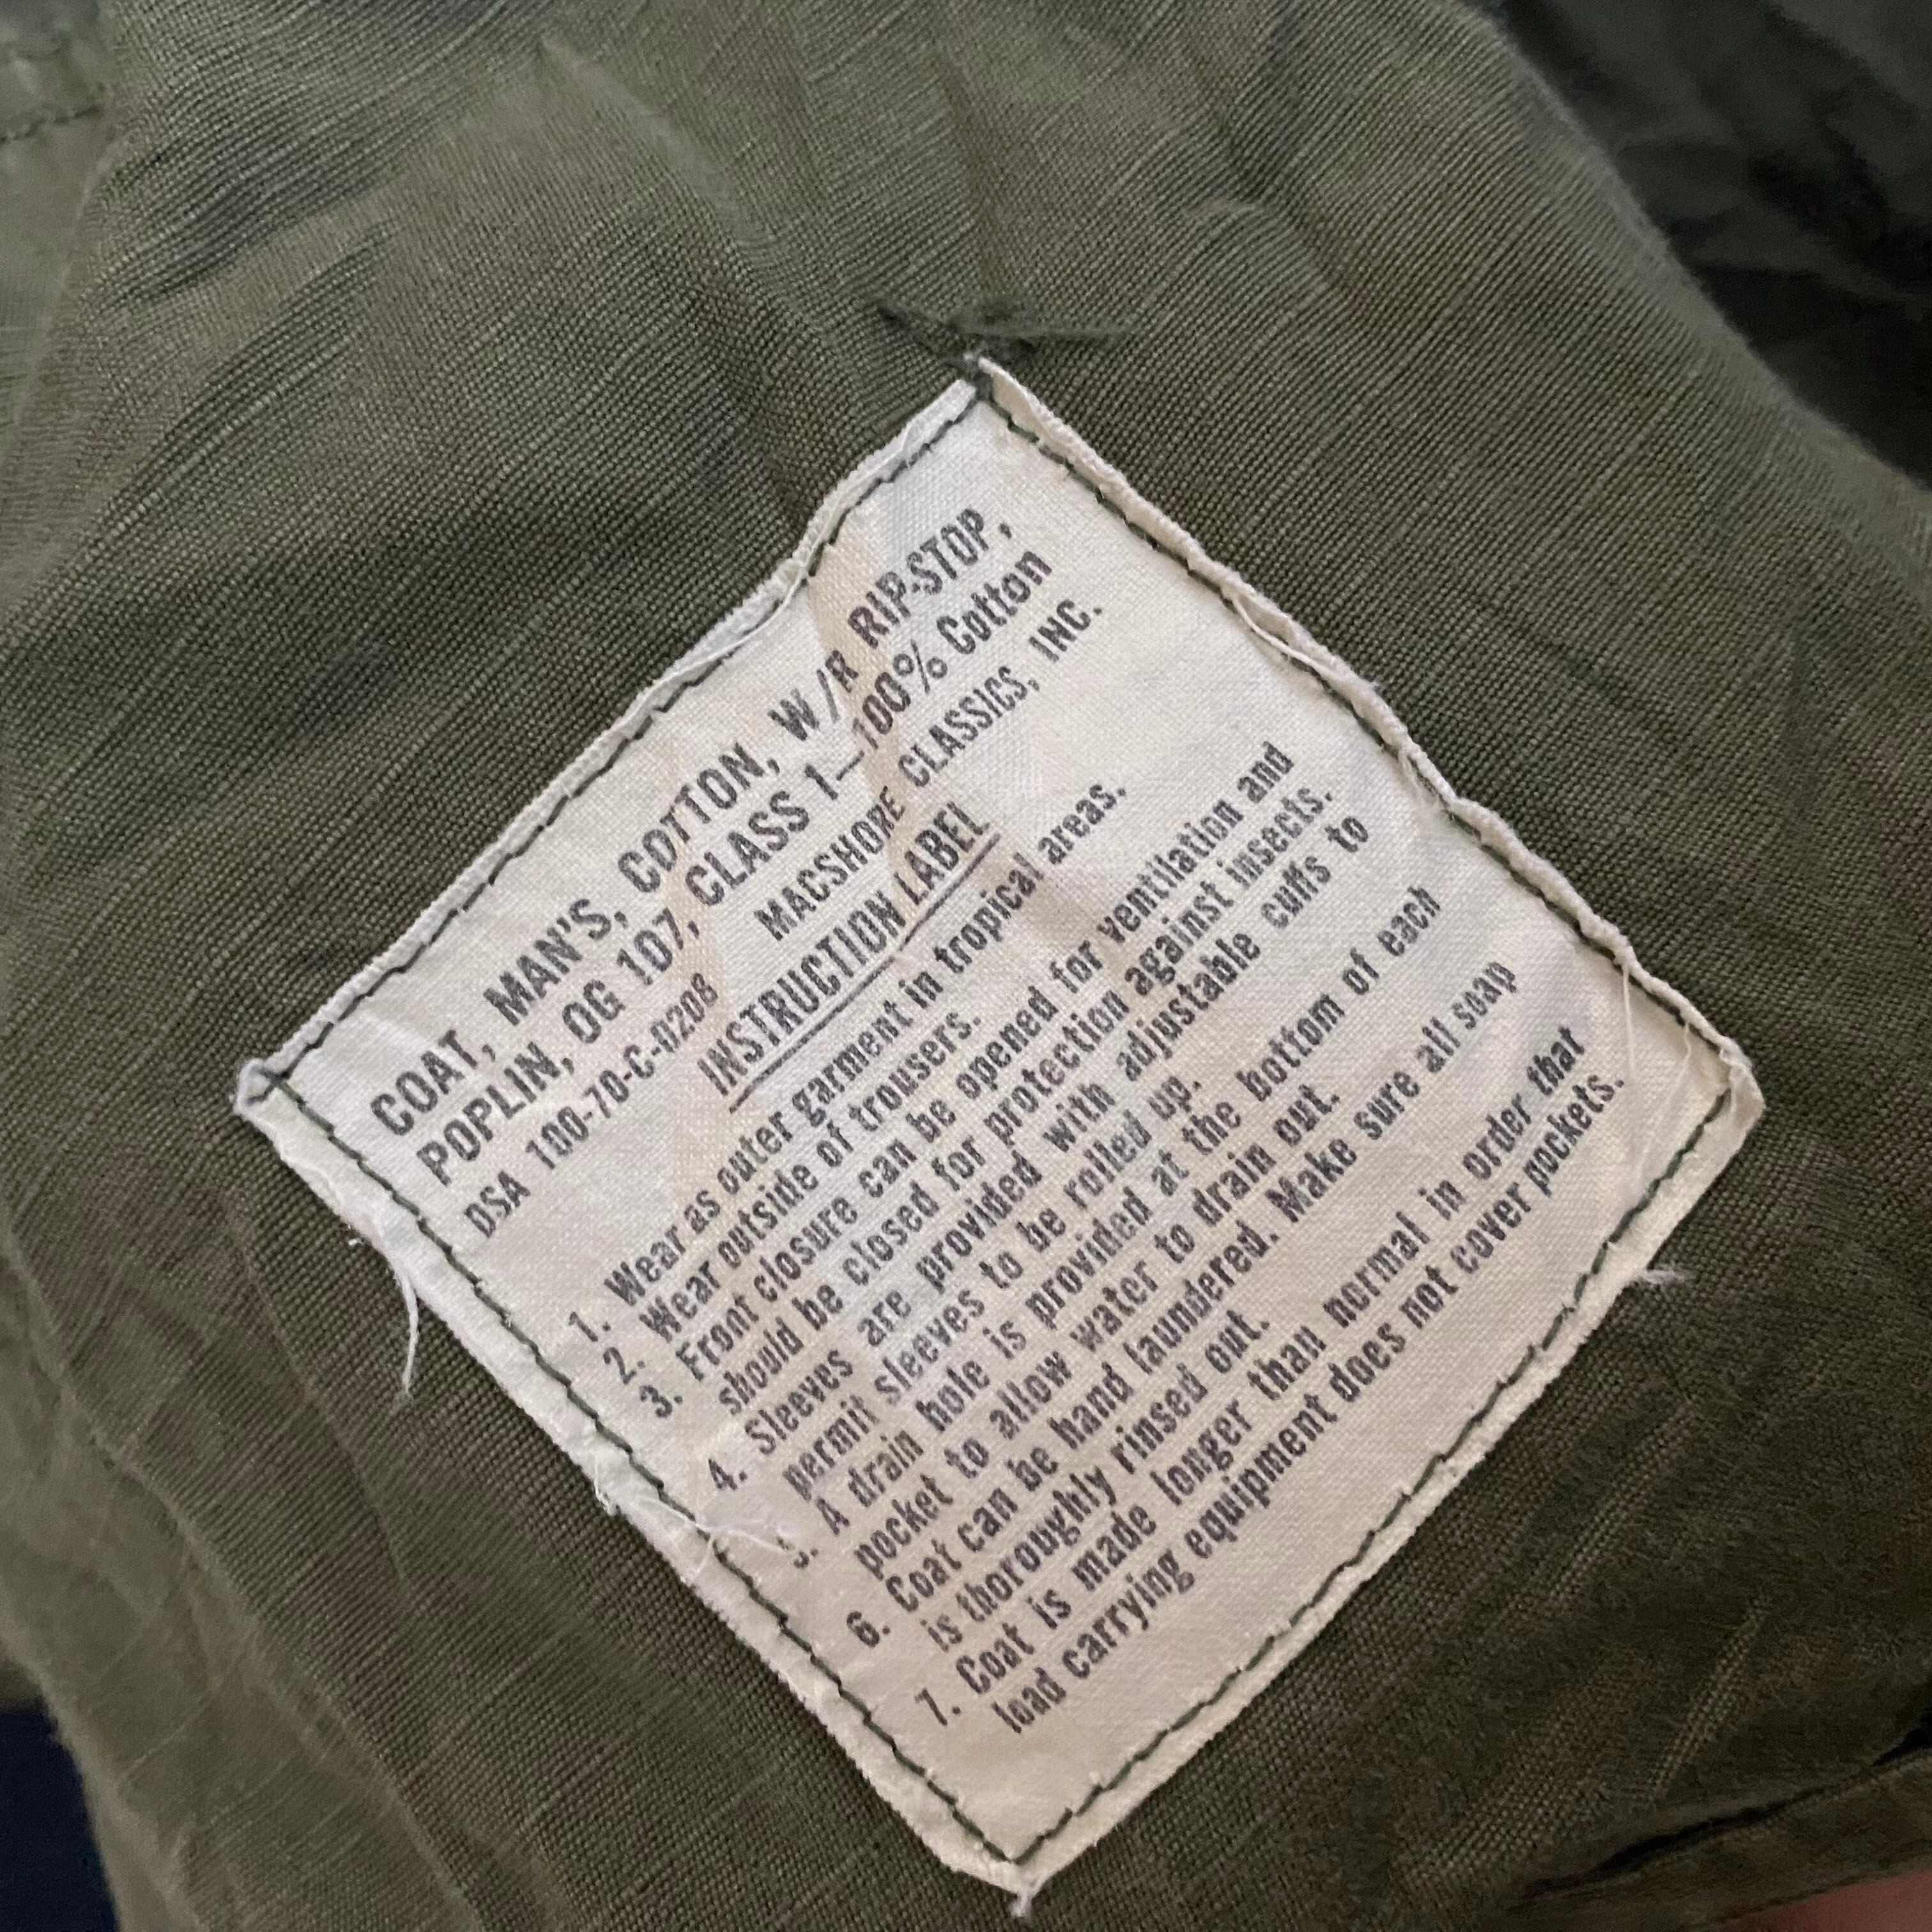 COAT, MAN'S, COTTON, W/R RIP-STOP,
POPLIN, OG 107, CLASS 1—100% Cotton
DSA 100-70-C-0208 MACSHORE CLASSICS, INC.
INSTRUCTION LABEL
1. Wear as outer garment in tropical areas.
2. Wear outside of trousers.
3. Front closure can be opened for ventilation and
should be closed for protection against insects.
4. Sleeves are provided with adjustable cuffs to
permit sleeves to be rolled up.
5. A drain hole is provided at the bottom of each
pocket to allow water to drain out.
6. Coat can be hand laundered. Make sure all soap
is thoroughly rinsed out.
7. Coat is made longer than normal in order that
load carrying equipment does not cover pockets.